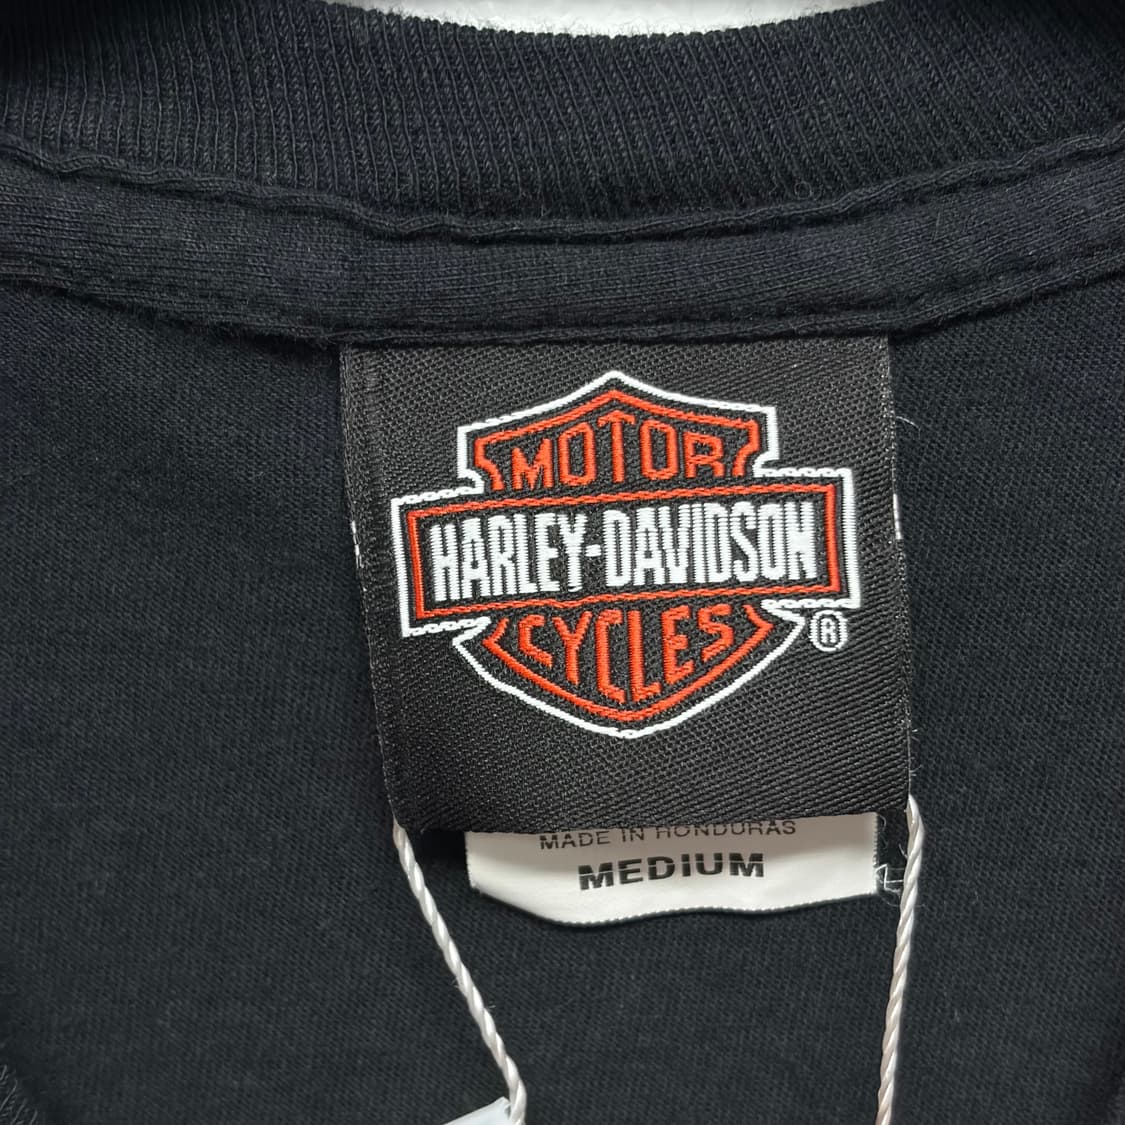 MOTOR
HARLEY-DAVIDSON
CYCLES
®
MADE IN HONDURAS
MEDIUM